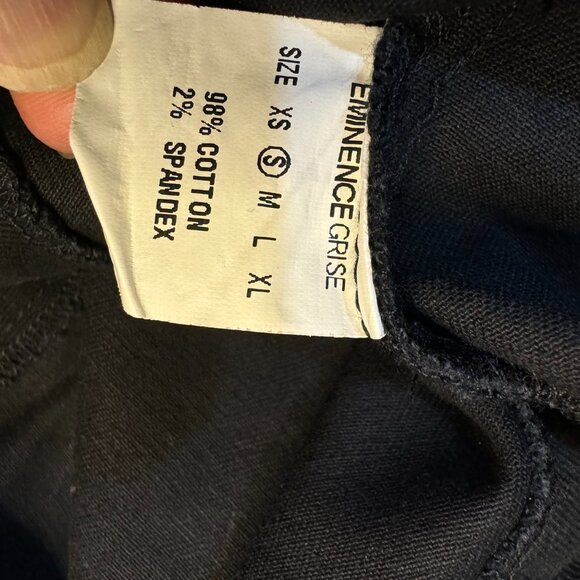 EMINENCE GRISE
SIZE XS S M L XL
98% COTTON
2% SPANDEX